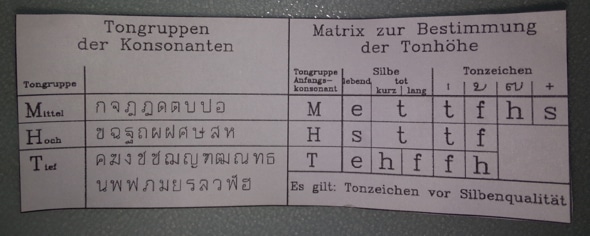 Tongruppen
der Konsonanten
Tongruppe
Mittel กจฎฏดตบปอ
Hoch ขฉฐถผฝศษสห
Tief คฆงชซฌญฑฒณทธ
นพฟภมยรลวฬฮ
Matrix zur Bestimmung
der Tonhöhe
Tongruppe Silbe Tonzeichen
Anfangs- lebend tot
konsonant kurz lang ่ ้ ๊ ๋
M e t t f h s
H s t t f
T e h f f h
Es gilt: Tonzeichen vor Silbenqualität